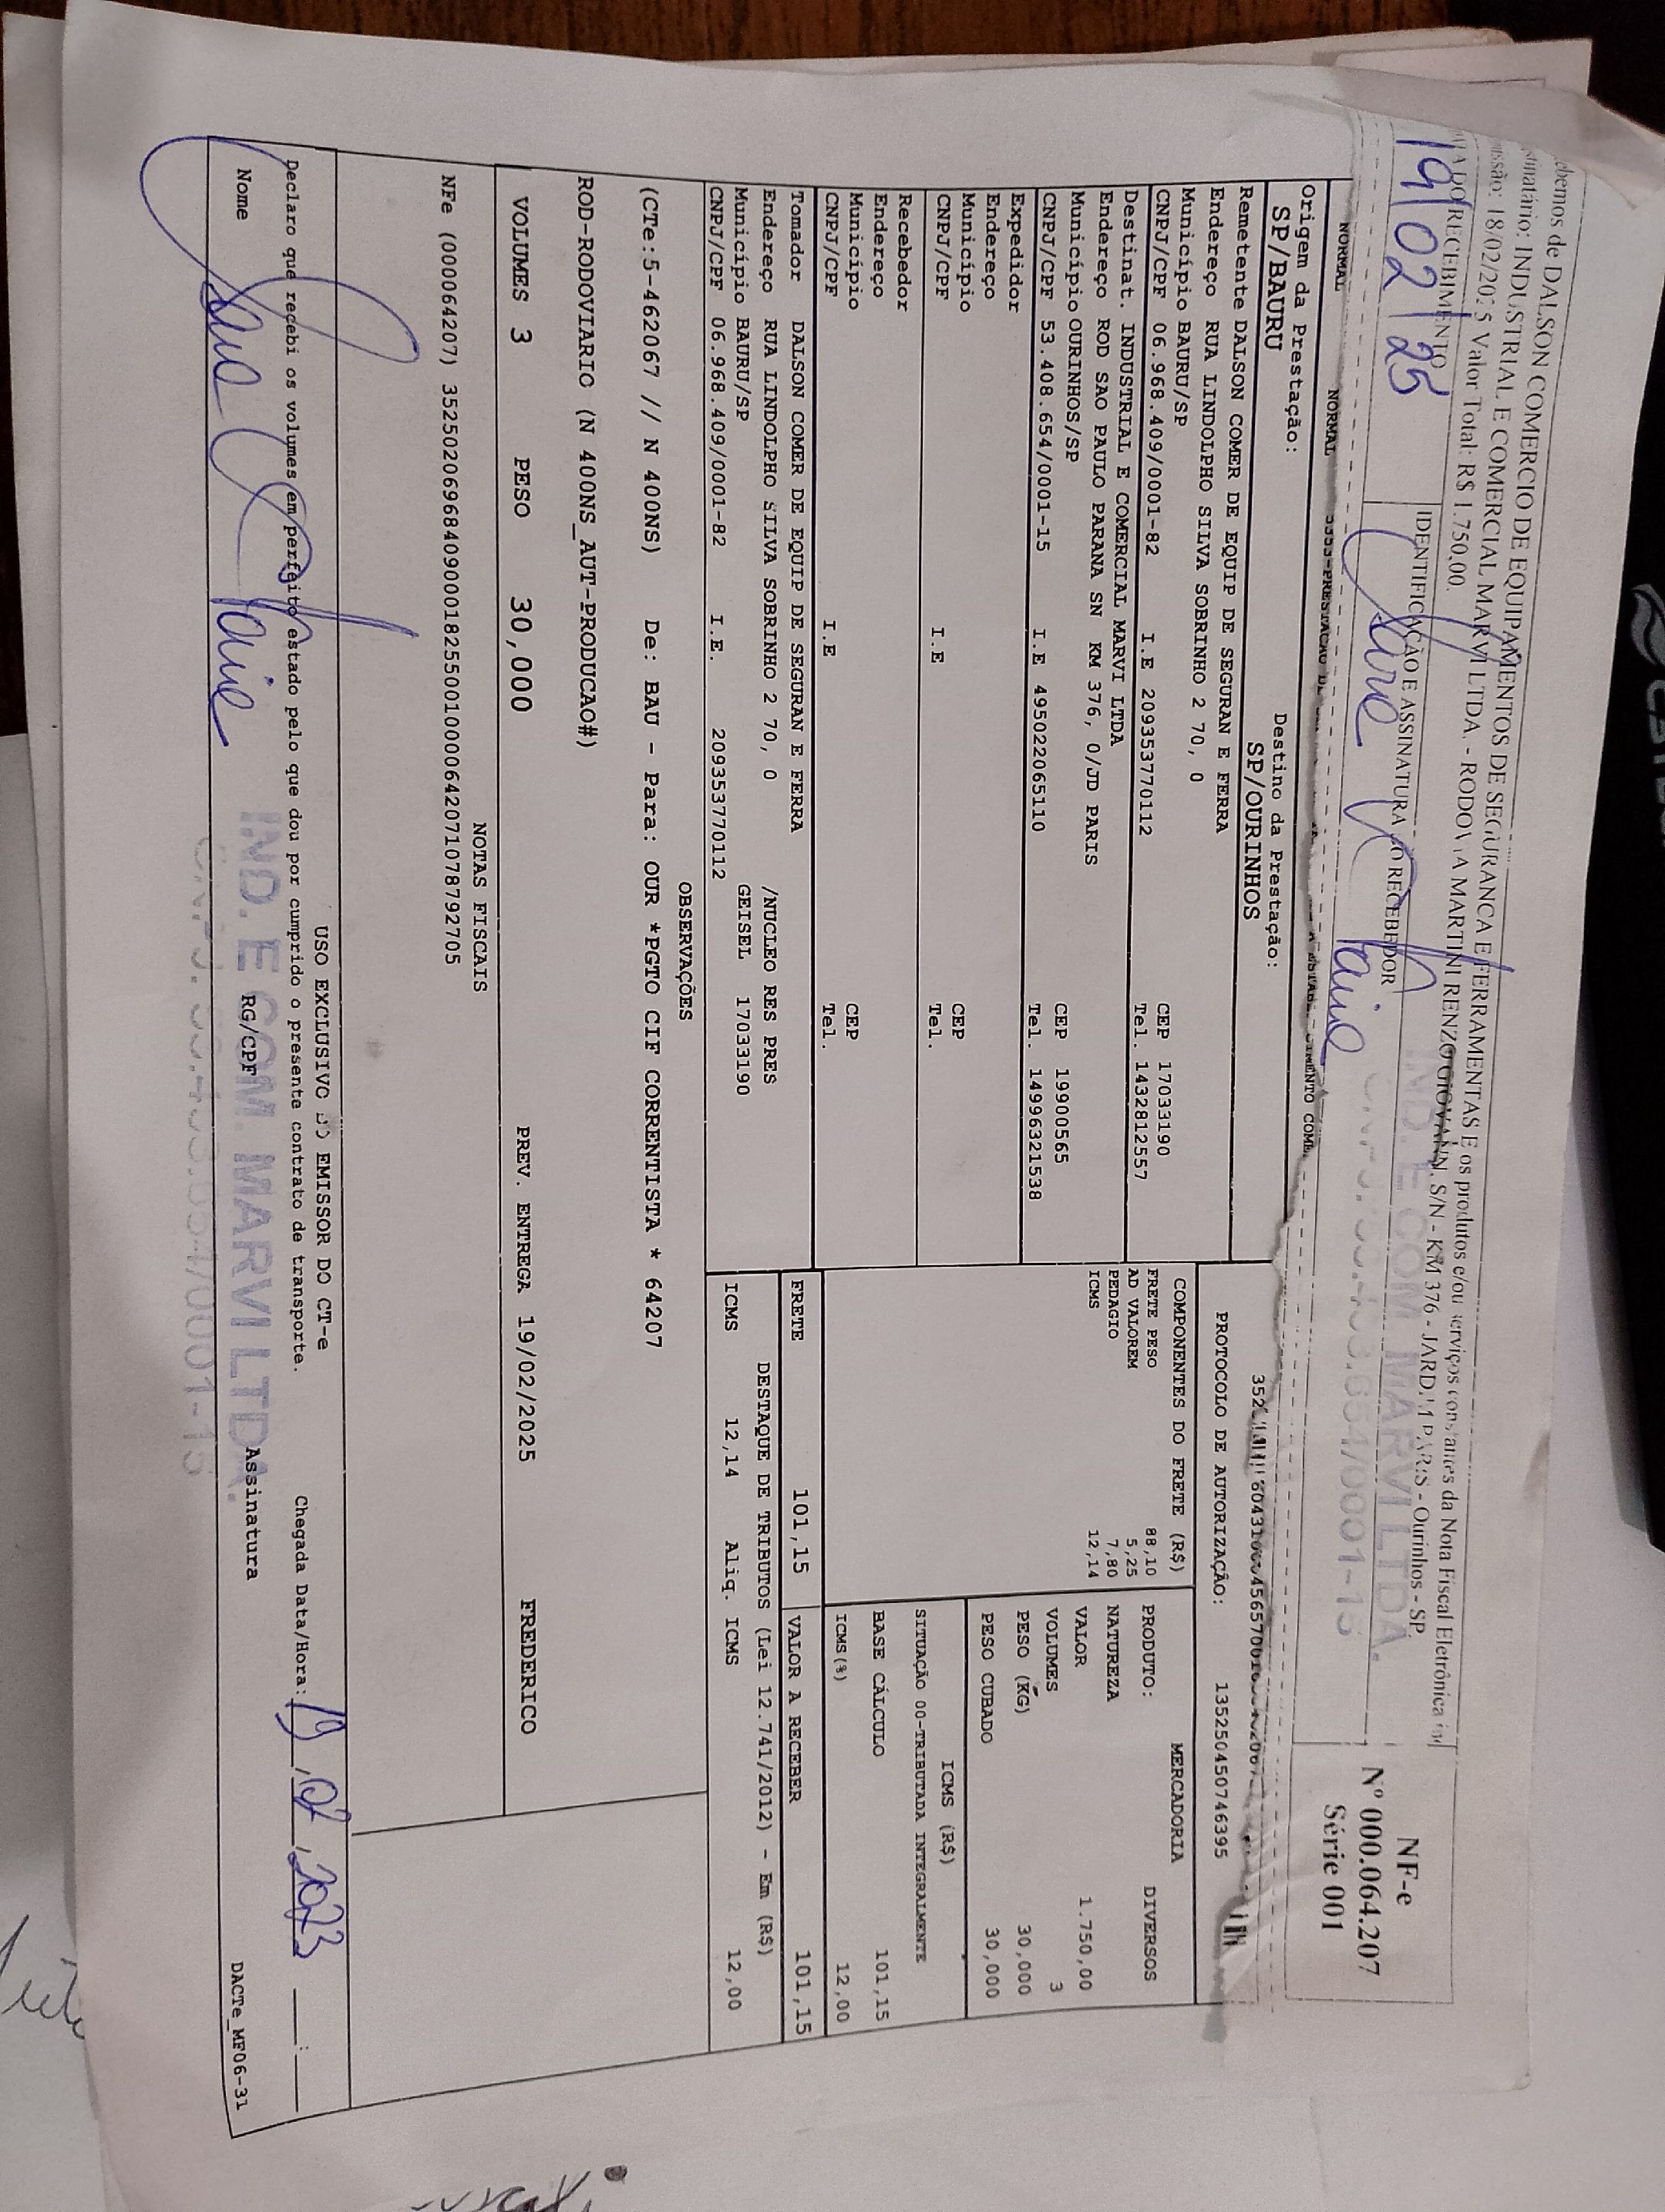 ebemos de DALSON COMERCIO DE EQUIPAMENTOS DE SEGURANCA E FERRAMENTAS E os produtos e/ou serviços constantes da Nota Fiscal Eletrônica
INDUSTRIAL E COMERCIAL MARVI LTDA. - RODOVIA MARTINI RENZO GIOVANN. S/N - KM 376 - JARDIM PARIS - Ourinhos - SP.
18/02/2025 Valor Total: R$ 1.750,00.
DO RECEBIMENTO
IDENTIFICAÇÃO E ASSINATURA DO RECEBEDOR
19/02/25
IND. E COM. MARVI LTDA.
NF-e
Nº 000.064.207
Série 001
NORMAL NORMAL
Origem da Prestação:
SP/BAURU
Destino da Prestação:
SP/OURINHOS
PROTOCOLO DE AUTORIZAÇÃO: 135250450746395
Remetente DALSON COMER DE EQUIP DE SEGURAN E FERRA
Endereço RUA LINDOLPHO SILVA SOBRINHO 2 70, 0
Município BAURU/SP CEP 17033190
CNPJ/CPF 06.968.409/0001-82 I.E 209353770112 Tel. 1432812557
Destinat. INDUSTRIAL E COMERCIAL MARVI LTDA
Endereço ROD SAO PAULO PARANA SN KM 376, 0/JD PARIS
Município OURINHOS/SP CEP 19900565
CNPJ/CPF 53.408.654/0001-15 I.E 495022065110 Tel. 14996321538
Expedidor
Endereço
Município CEP
CNPJ/CPF I.E Tel.
Recebedor
Endereço
Município CEP
CNPJ/CPF I.E Tel.
Tomador DALSON COMER DE EQUIP DE SEGURAN E FERRA
Endereço RUA LINDOLPHO SILVA SOBRINHO 2 70, 0 /NUCLEO RES PRES
Município BAURU/SP GEISEL 17033190
CNPJ/CPF 06.968.409/0001-82 I.E. 209353770112
COMPONENTES DO FRETE (R$)
FRETE PESO 88,10
AD VALOREM 5,25
PEDAGIO 7,80
ICMS 12,14
MERCADORIA
PRODUTO: DIVERSOS
NATUREZA
VALOR 1.750,00
VOLUMES 3
PESO (KG) 30,000
PESO CUBADO 30,000
ICMS (R$)
SITUAÇÃO 00-TRIBUTADA INTEGRALMENTE
BASE CÁLCULO 101,15
ICMS(%) 12,00
FRETE 101,15 VALOR A RECEBER 101,15
DESTAQUE DE TRIBUTOS (Lei 12.741/2012) - Em (R$)
ICMS 12,14 Aliq. ICMS 12,00
OBSERVAÇÕES
(CTe:5-462067 // N 400NS) De: BAU - Para: OUR *PGTO CIF CORRENTISTA * 64207
ROD-RODOVIARIO (N 400NS_AUT-PRODUCAO#)
VOLUMES 3 PESO 30,000 PREV. ENTREGA 19/02/2025 FREDERICO
NOTAS FISCAIS
NFe (000064207) 35250206968409000182550010000642071078792705
USO EXCLUSIVO DO EMISSOR DO CT-e
Declaro que recebi os volumes em perfeito estado pelo que dou por cumprido o presente contrato de transporte. Chegada Data/Hora: 19/02/2023 ___:___
Nome RG/CPF Assinatura
IND. E COM. MARVI LTDA.
DACTe_MF06-31